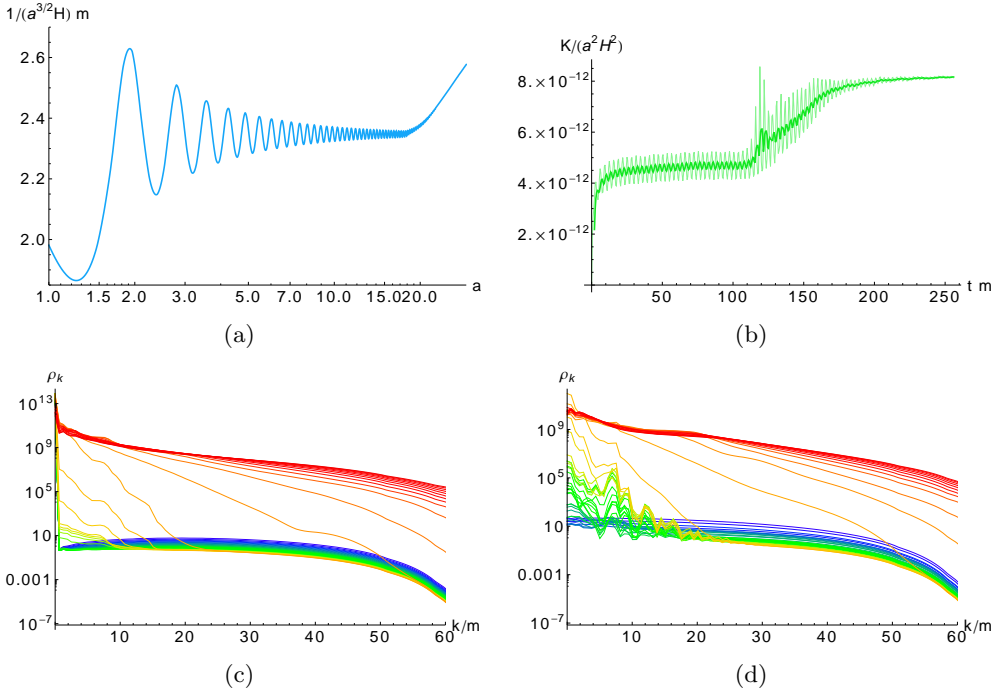 1/(a^{3/2}H) m
2.6
2.4
2.2
2.0
1.0 1.5 2.0 3.0 5.0 7.0 10.0 15.0 20.0 a
(a)
K/(a^2 H^2)
8.×10^{-12}
6.×10^{-12}
4.×10^{-12}
2.×10^{-12}
50 100 150 200 250 t m
(b)
ρ_k
10^{13}
10^9
10^5
10
0.001
10^{-7}
10 20 30 40 50 60 k/m
(c)
ρ_k
10^9
10^5
10
0.001
10^{-7}
10 20 30 40 50 60 k/m
(d)